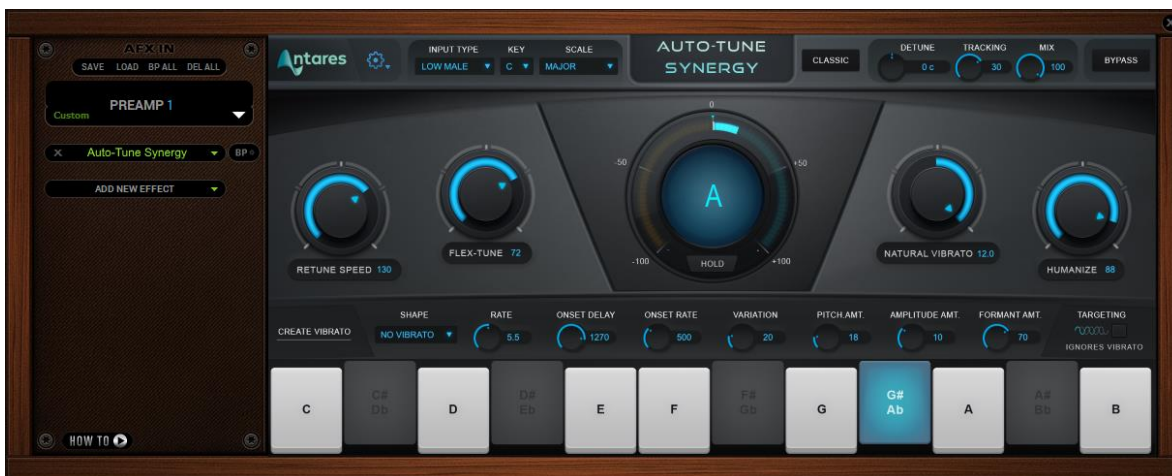 AFX IN
SAVE LOAD BP ALL DEL ALL
PREAMP 1
Custom
Auto-Tune Synergy BP
ADD NEW EFFECT
HOW TO
Antares
INPUT TYPE KEY SCALE
LOW MALE C MAJOR
AUTO-TUNE
SYNERGY
CLASSIC
DETUNE TRACKING MIX
0 c 30 100
BYPASS
0
-50 +50
-100 +100
A
HOLD
RETUNE SPEED 130
FLEX-TUNE 72
NATURAL VIBRATO 12.0
HUMANIZE 88
CREATE VIBRATO
SHAPE RATE ONSET DELAY ONSET RATE VARIATION PITCH.AMT. AMPLITUDE AMT. FORMANT AMT. TARGETING
NO VIBRATO 5.5 1270 500 20 18 10 70
IGNORES VIBRATO
C# D# F# G# A#
C Db D Eb E F Gb G Ab A Bb B